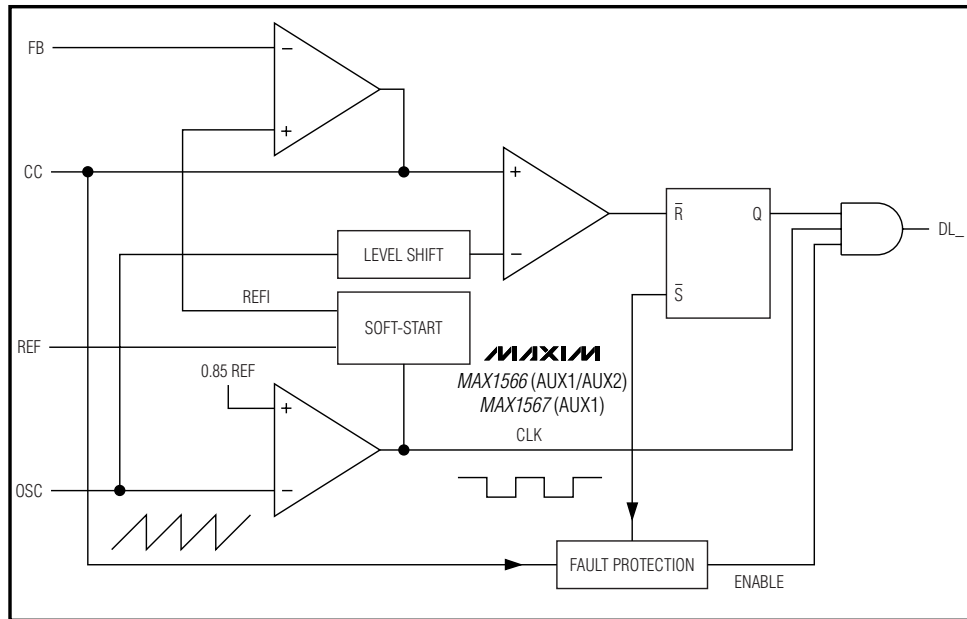 FB
−
+
CC
+
−
R̅
Q
DL_
LEVEL SHIFT
S̅
REFI
SOFT-START
REF
0.85 REF
MAXIM
MAX1566 (AUX1/AUX2)
MAX1567 (AUX1)
+
CLK
OSC
−
FAULT PROTECTION
ENABLE